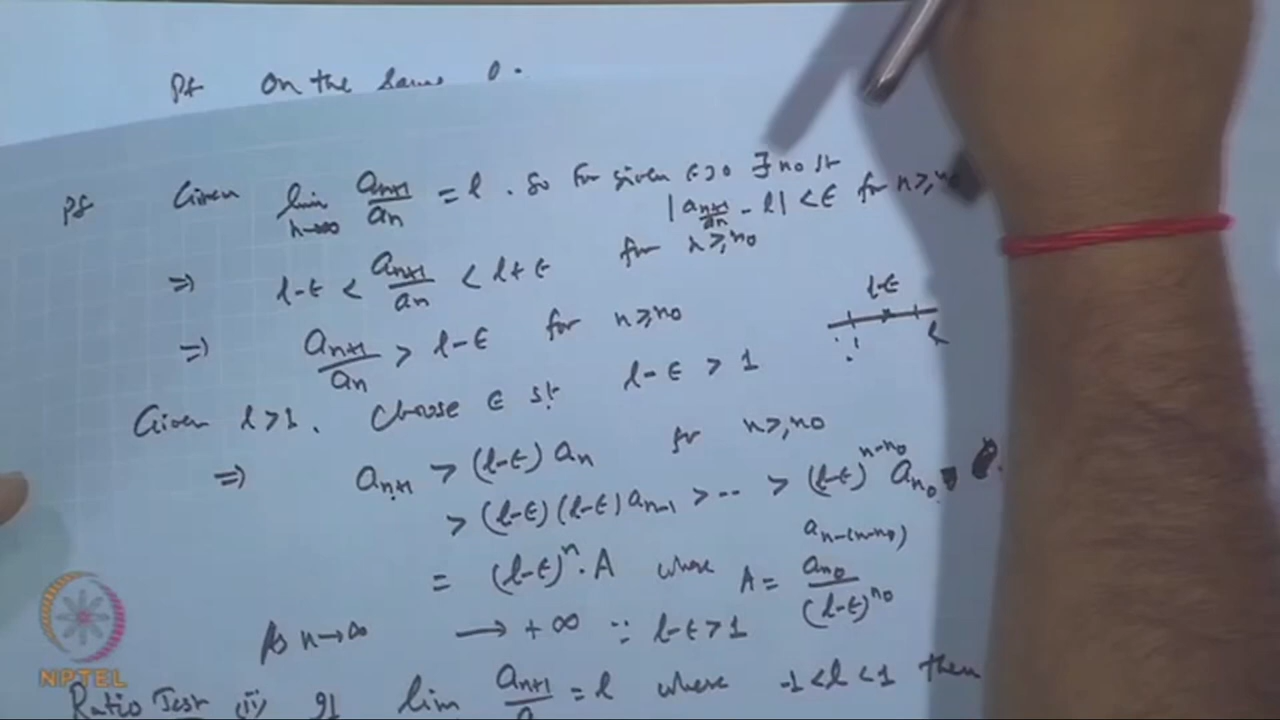 Pf on the same
Pf Given lim n→∞ a_{n+1}/a_n = l. So for given ε>0 ∃ n₀ st
|a_{n+1}/a_n - l| < ε for n ≥ n₀
⇒ l-ε < a_{n+1}/a_n < l+ε for n ≥ n₀
⇒ a_{n+1}/a_n > l-ε for n ≥ n₀
l-ε
1 l
Given l>1. Choose ε st l-ε > 1
⇒ a_{n+1} > (l-ε) a_n for n ≥ n₀
> (l-ε)(l-ε) a_{n-1} > -- > (l-ε)^{n-n₀} a_{n₀}
a_{n-(n-n₀)}
= (l-ε)^n . A where A = a_{n₀}/(l-ε)^{n₀}
As n→∞ ⟶ +∞ ∵ l-ε>1
Ratio Test (ii) If lim a_{n+1}/a = l where -1<l<1 then
NPTEL